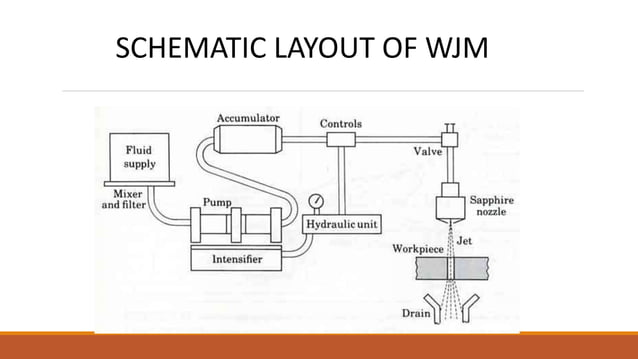 SCHEMATIC LAYOUT OF WJM
Accumulator
Controls
Fluid
supply
Valve
Mixer
and filter
Pump
Sapphire
nozzle
Hydraulic unit
Jet
Workpiece
Intensifier
Drain